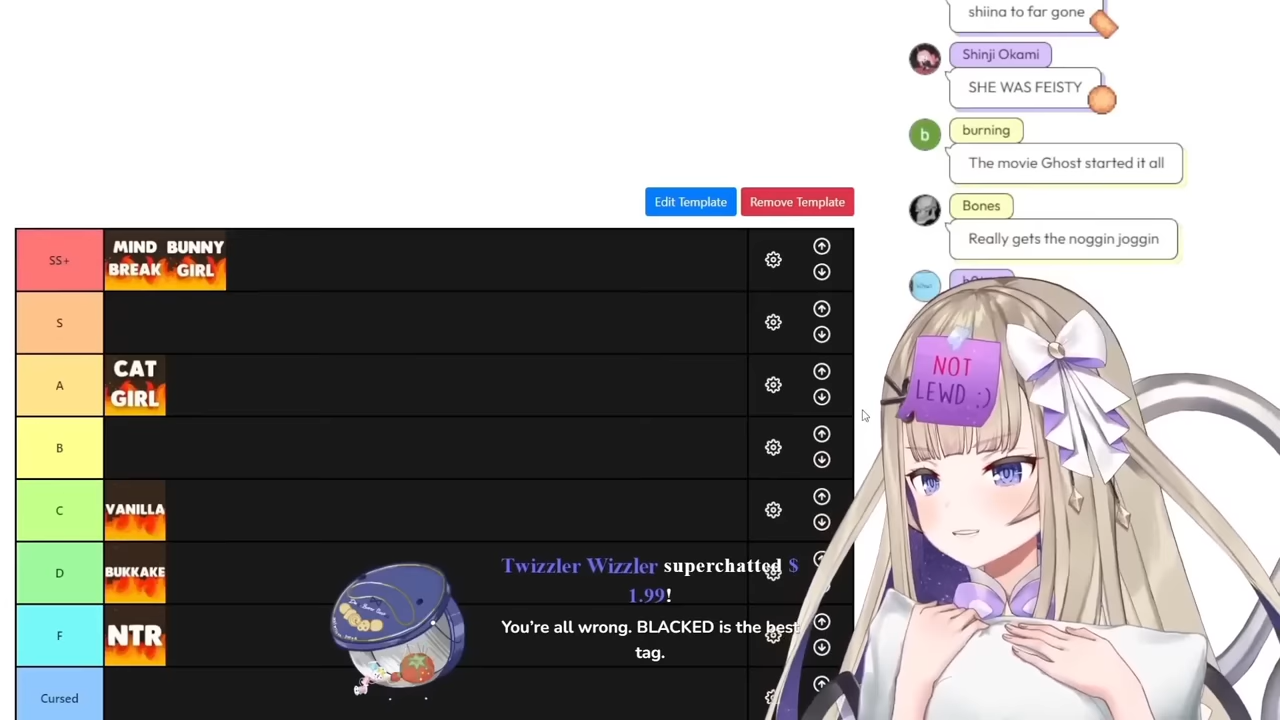 shiina to far gone
Shinji Okami
SHE WAS FEISTY
b
burning
The movie Ghost started it all
Bones
Really gets the noggin joggin
Edit Template
Remove Template
SS+
MIND
BREAK
BUNNY
GIRL
S
A
CAT
GIRL
B
C
VANILLA
D
BUKKAKE
F
NTR
Cursed
NOT
LEWD :)
Twizzler Wizzler superchatted $
1.99!
You're all wrong. BLACKED is the best
tag.